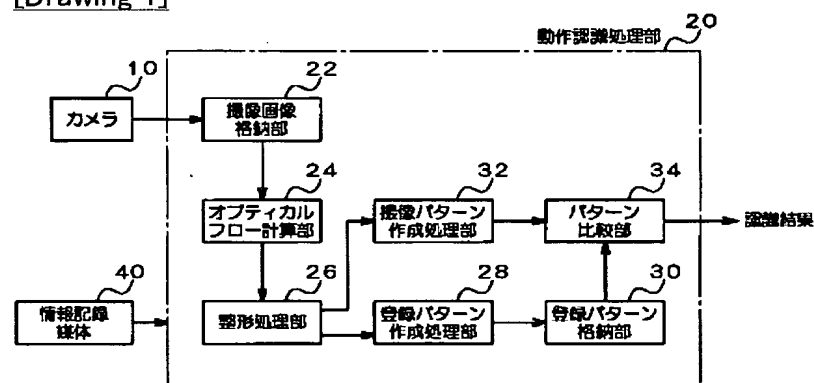 [Drawing 1]
動作認識処理部
20
10
カメラ
22
撮像画像
格納部
24
オプティカル
フロー計算部
32
撮像パターン
作成処理部
34
パターン
比較部
認識結果
40
情報記録
媒体
26
整形処理部
28
登録パターン
作成処理部
30
登録パターン
格納部